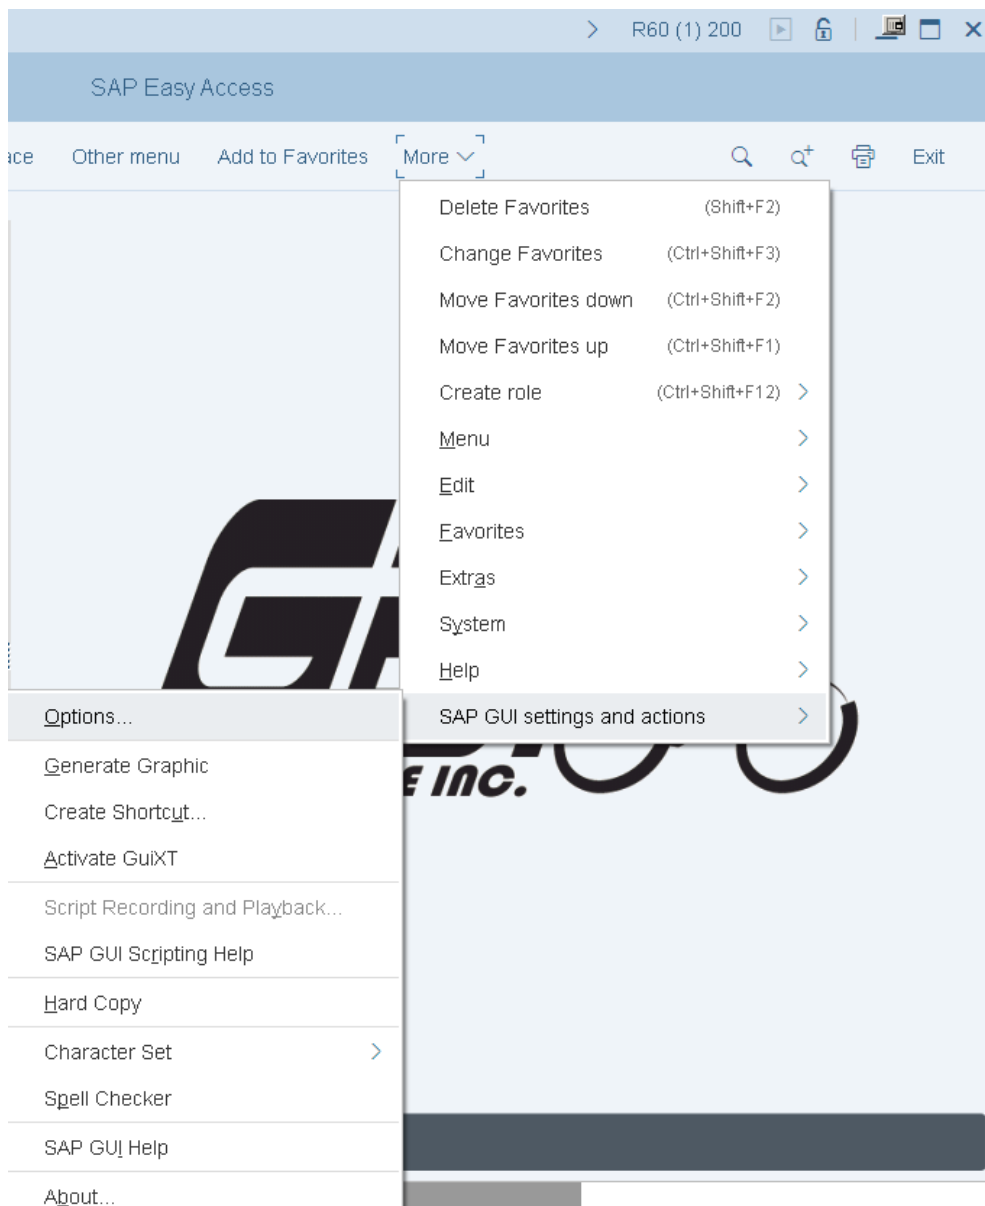 R60 (1) 200
SAP Easy Access
Other menu Add to Favorites More Exit
Delete Favorites (Shift+F2)
Change Favorites (Ctrl+Shift+F3)
Move Favorites down (Ctrl+Shift+F2)
Move Favorites up (Ctrl+Shift+F1)
Create role (Ctrl+Shift+F12)
Menu
Edit
Favorites
Extras
System
Help
SAP GUI settings and actions
INC.
Options...
Generate Graphic
Create Shortcut...
Activate GuiXT
Script Recording and Playback...
SAP GUI Scripting Help
Hard Copy
Character Set
Spell Checker
SAP GUI Help
About...